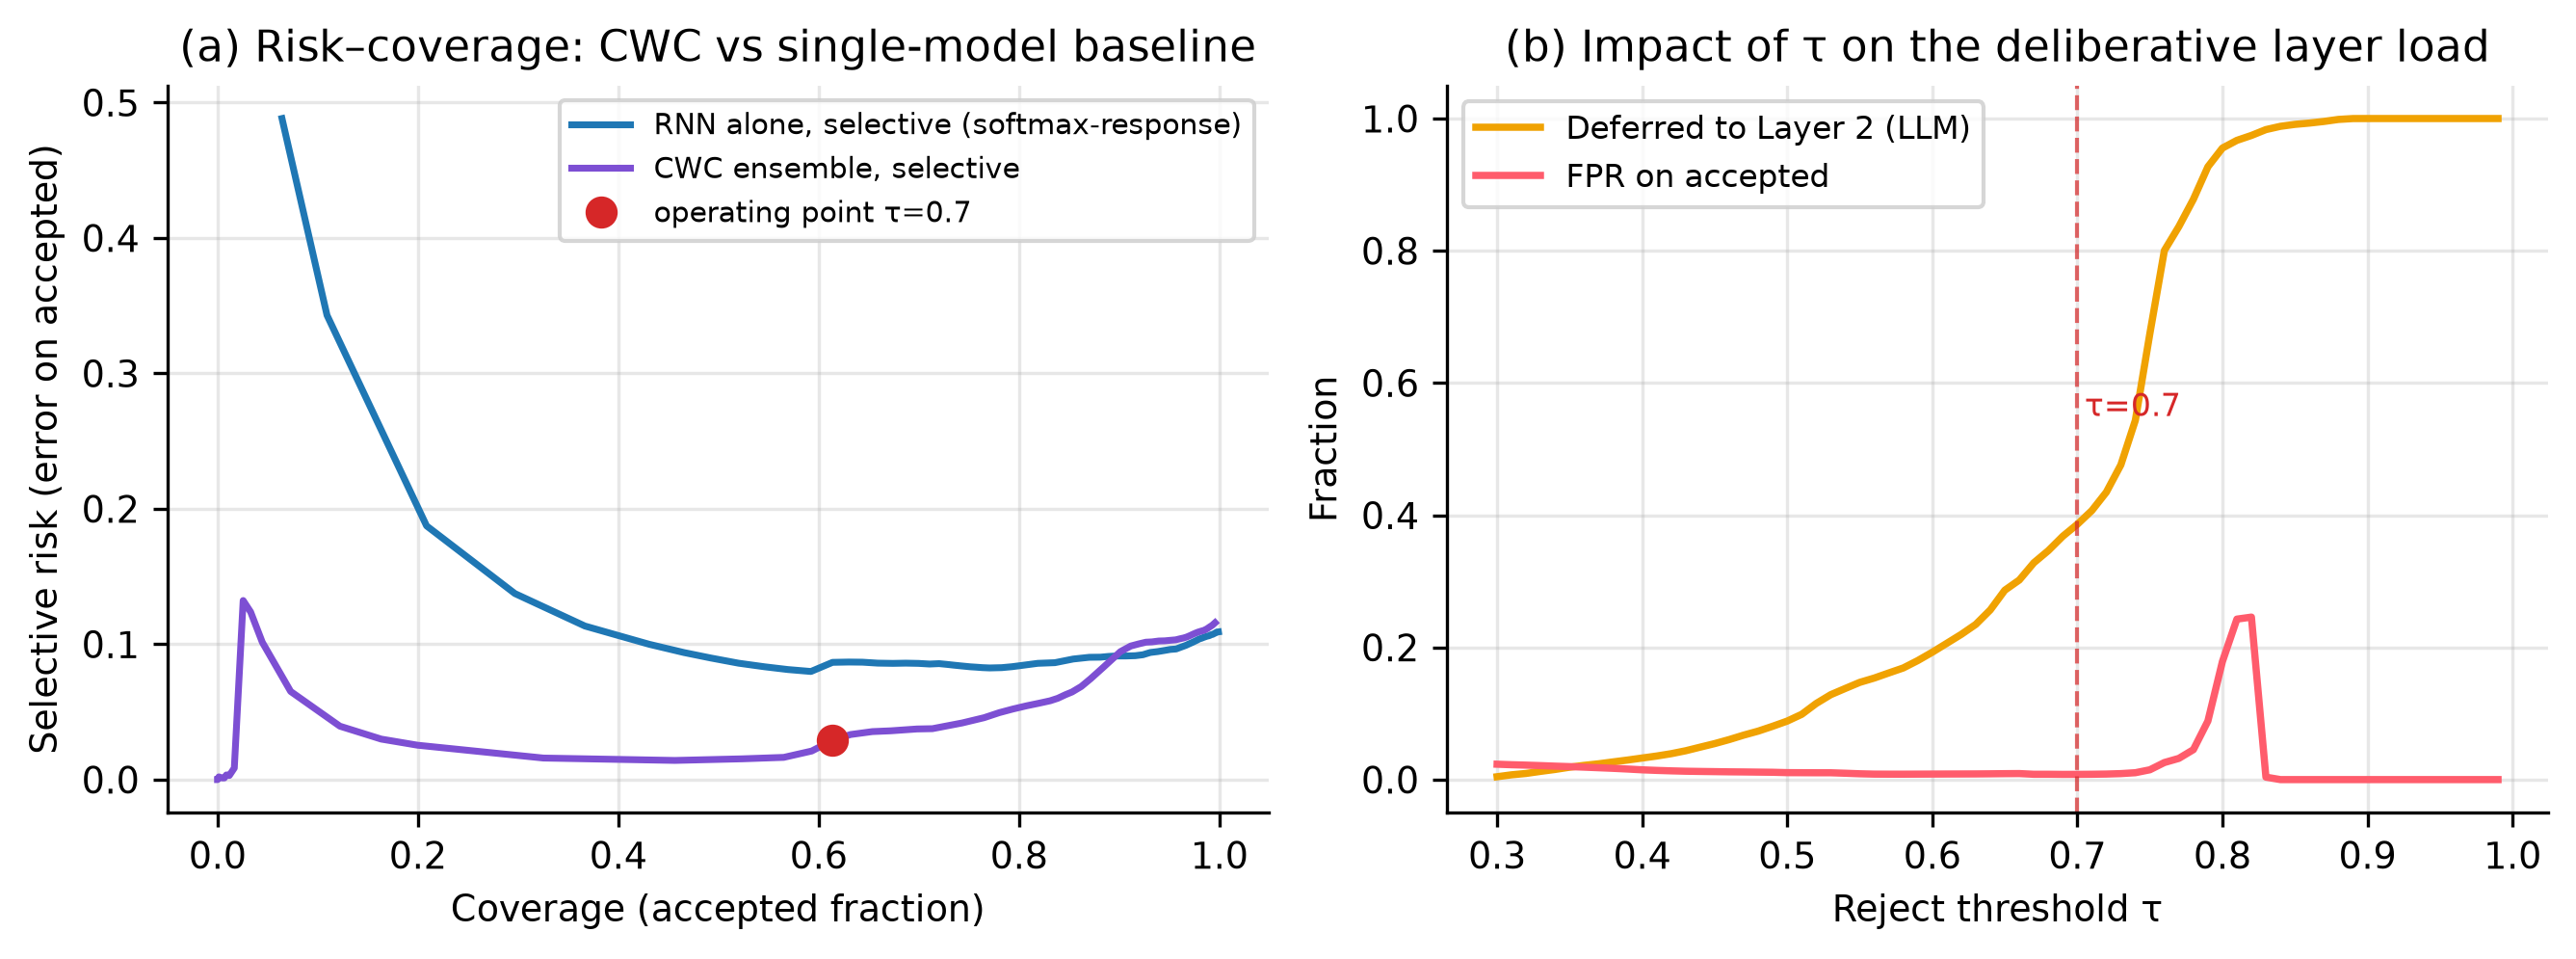 (a) Risk–coverage: CWC vs single-model baseline
Selective risk (error on accepted)
0.5
0.4
0.3
0.2
0.1
0.0
RNN alone, selective (softmax-response)
CWC ensemble, selective
operating point τ=0.7
0.0 0.2 0.4 0.6 0.8 1.0
Coverage (accepted fraction)
(b) Impact of τ on the deliberative layer load
Fraction
1.0
0.8
0.6
0.4
0.2
0.0
Deferred to Layer 2 (LLM)
FPR on accepted
τ=0.7
0.3 0.4 0.5 0.6 0.7 0.8 0.9 1.0
Reject threshold τ